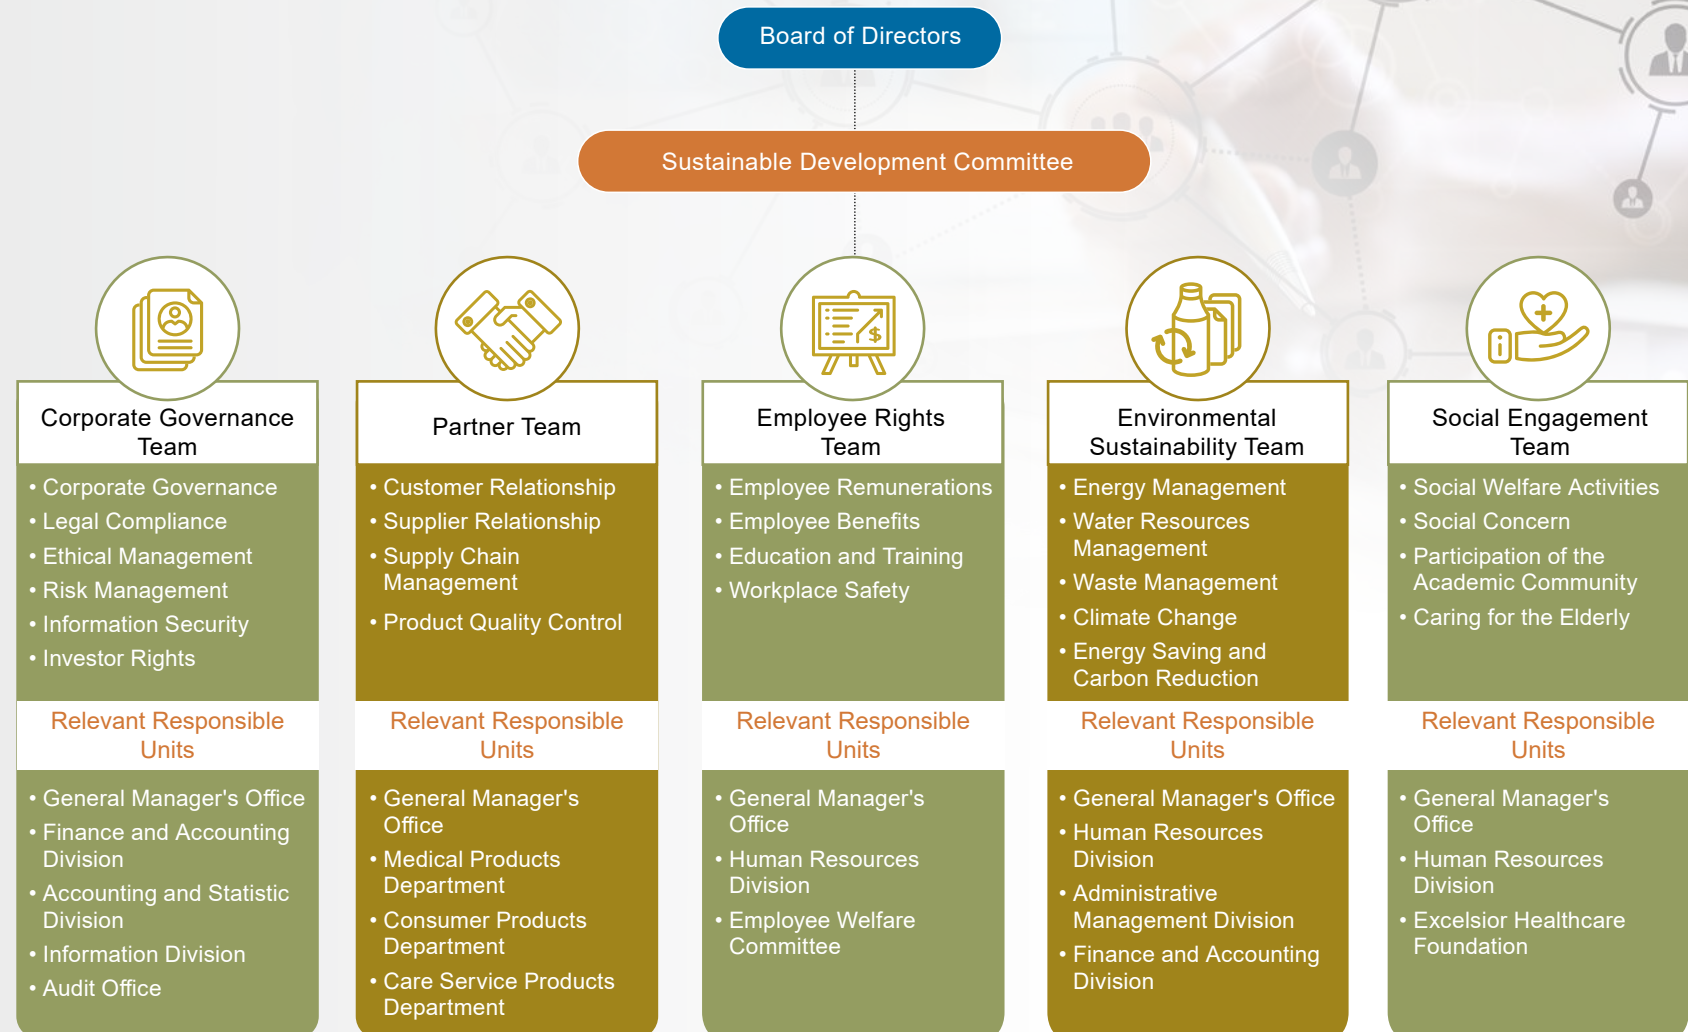 Board of Directors
Sustainable Development Committee
Corporate Governance
Team
• Corporate Governance
• Legal Compliance
• Ethical Management
• Risk Management
• Information Security
• Investor Rights
Relevant Responsible
Units
• General Manager's Office
• Finance and Accounting
Division
• Accounting and Statistic
Division
• Information Division
• Audit Office
Partner Team
• Customer Relationship
• Supplier Relationship
• Supply Chain
Management
• Product Quality Control
Relevant Responsible
Units
• General Manager's
Office
• Medical Products
Department
• Consumer Products
Department
• Care Service Products
Department
$
Employee Rights
Team
• Employee Remunerations
• Employee Benefits
• Education and Training
• Workplace Safety
Relevant Responsible
Units
• General Manager's
Office
• Human Resources
Division
• Employee Welfare
Committee
Environmental
Sustainability Team
• Energy Management
• Water Resources
Management
• Waste Management
• Climate Change
• Energy Saving and
Carbon Reduction
Relevant Responsible
Units
• General Manager's Office
• Human Resources
Division
• Administrative
Management Division
• Finance and Accounting
Division
Social Engagement
Team
• Social Welfare Activities
• Social Concern
• Participation of the
Academic Community
• Caring for the Elderly
Relevant Responsible
Units
• General Manager's
Office
• Human Resources
Division
• Excelsior Healthcare
Foundation